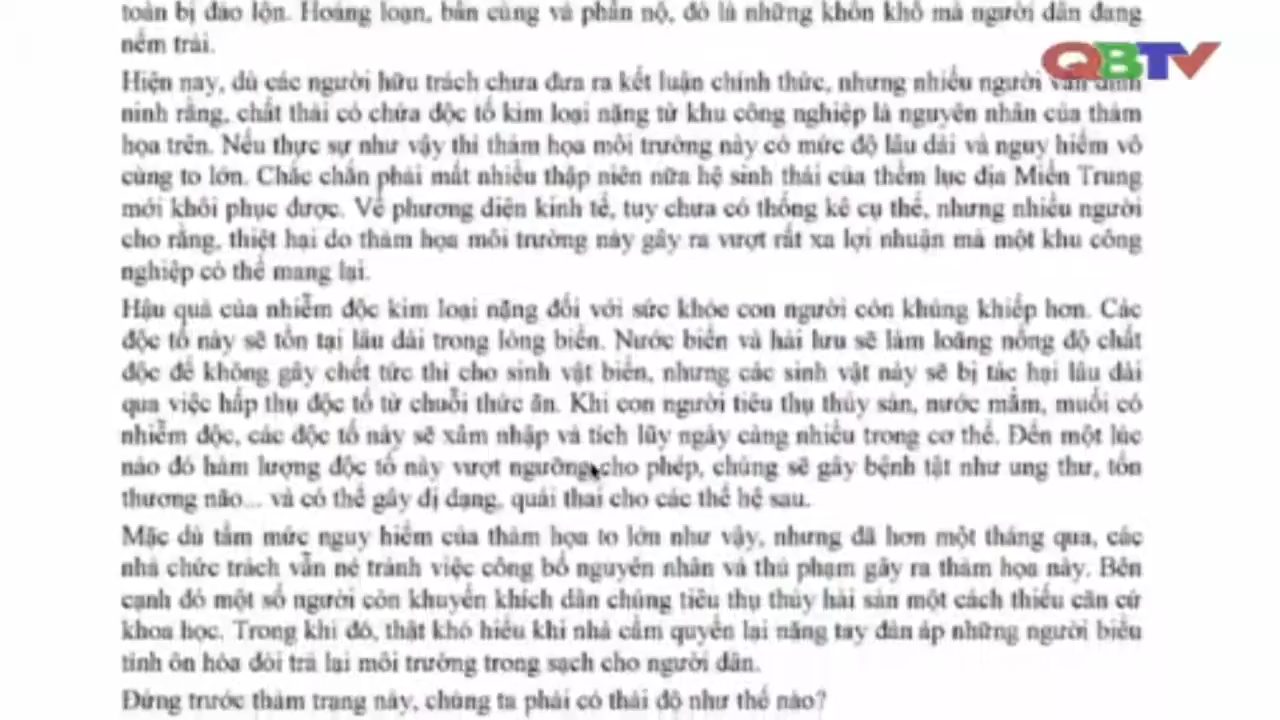 toàn bị đảo lộn. Hoảng loạn, bần cùng và phẫn nộ, đó là những khốn khổ mà người dân đang
nếm trải.
QBTV
Hiện nay, dù các người hữu trách chưa đưa ra kết luận chính thức, nhưng nhiều người vẫn đinh
ninh rằng, chất thải có chứa độc tố kim loại nặng từ khu công nghiệp là nguyên nhân của thảm
họa trên. Nếu thực sự như vậy thì thảm họa môi trường này có mức độ lâu dài và nguy hiểm vô
cùng to lớn. Chắc chắn phải mất nhiều thập niên nữa hệ sinh thái của thềm lục địa Miền Trung
mới khôi phục được. Về phương diện kinh tế, tuy chưa có thống kê cụ thể, nhưng nhiều người
cho rằng, thiệt hại do thảm họa môi trường này gây ra vượt rất xa lợi nhuận mà một khu công
nghiệp có thể mang lại.
Hậu quả của nhiễm độc kim loại nặng đối với sức khỏe con người còn khủng khiếp hơn. Các
độc tố này sẽ tồn tại lâu dài trong lòng biển. Nước biển và hải lưu sẽ làm loãng nồng độ chất
độc để không gây chết tức thì cho sinh vật biển, nhưng các sinh vật này sẽ bị tác hại lâu dài
qua việc hấp thụ độc tố từ chuỗi thức ăn. Khi con người tiêu thụ thủy sản, nước mắm, muối có
nhiễm độc, các độc tố này sẽ xâm nhập và tích lũy ngày càng nhiều trong cơ thể. Đến một lúc
nào đó hàm lượng độc tố này vượt ngưỡng cho phép, chúng sẽ gây bệnh tật như ung thư, tổn
thương não... và có thể gây dị dạng, quái thai cho các thế hệ sau.
Mặc dù tầm mức nguy hiểm của thảm họa to lớn như vậy, nhưng đã hơn một tháng qua, các
nhà chức trách vẫn né tránh việc công bố nguyên nhân và thủ phạm gây ra thảm họa này. Bên
cạnh đó một số người còn khuyến khích dân chúng tiêu thụ thủy hải sản một cách thiếu căn cứ
khoa học. Trong khi đó, thật khó hiểu khi nhà cầm quyền lại nặng tay đàn áp những người biểu
tình ôn hòa đòi trả lại môi trường trong sạch cho người dân.
Đứng trước thảm trạng này, chúng ta phải có thái độ như thế nào?